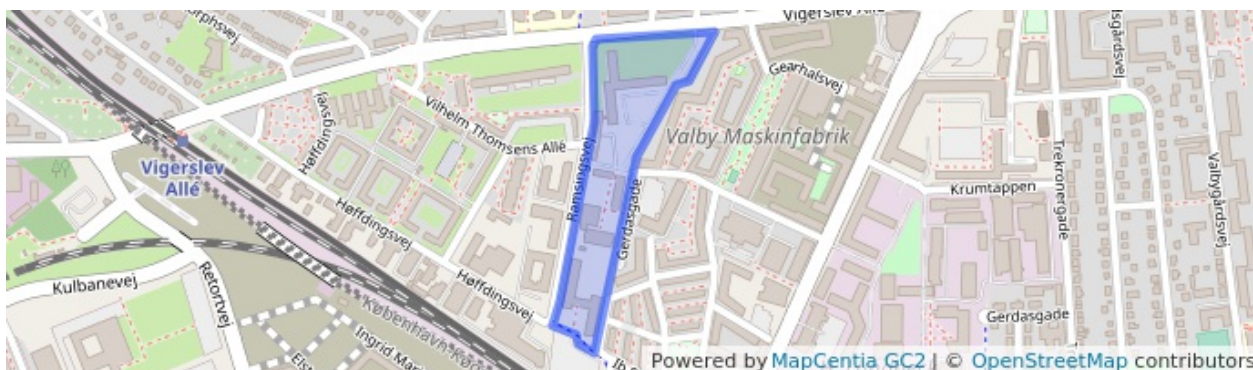 Vigerslev Allé
Gearhalsvej
Vilhelm Thomsens Allé
Høffdingsvej
Valby Maskinfabrik
Vigerslev
Allé
Ramsingsvej
Gerdasgade
Krumtappen
Trekronergade
Valbygårdsvej
Høffdingsvej
Høffdingsvej
Kulbanevej
Retortvej
Gerdasgade
Powered by MapCentia GC2 | © OpenStreetMap contributors